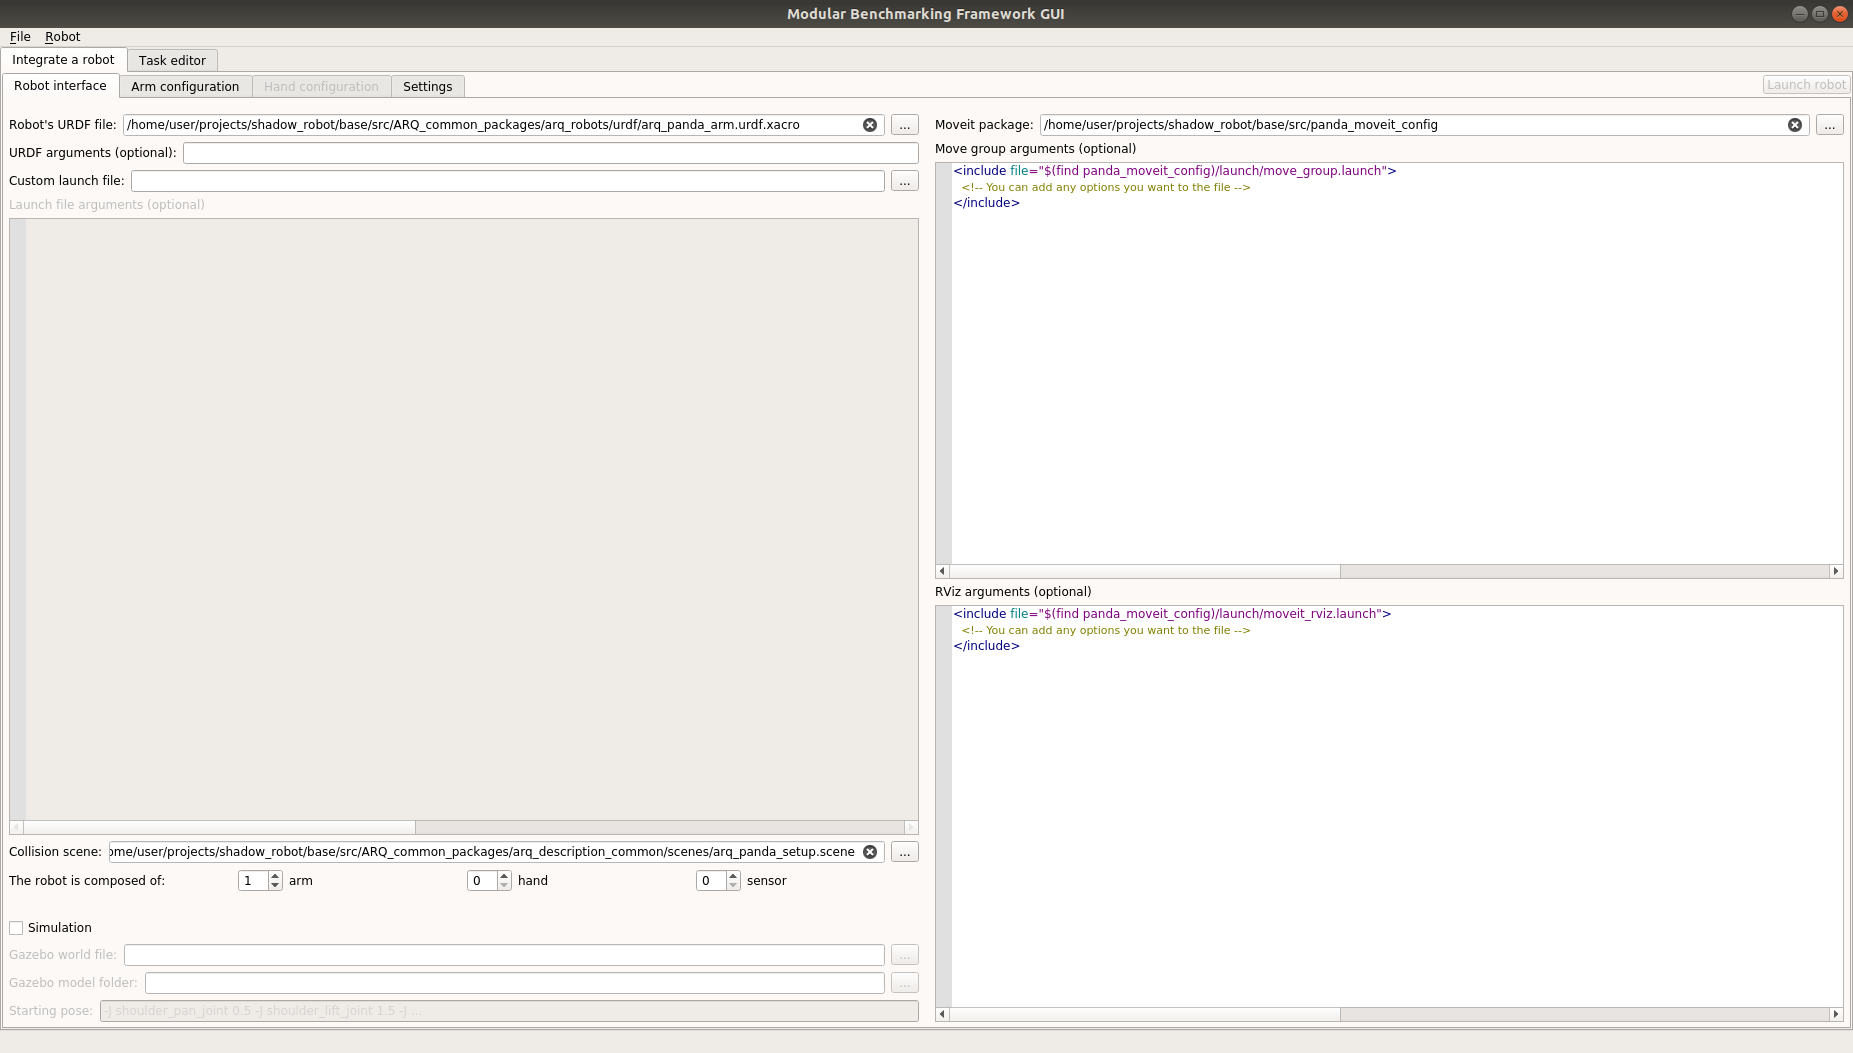 Modular Benchmarking Framework GUI
File Robot
Integrate a robot Task editor
Robot interface Arm configuration Hand configuration Settings Launch robot
Robot's URDF file: /home/user/projects/shadow_robot/base/src/ARQ_common_packages/arq_robots/urdf/arq_panda_arm.urdf.xacro ...
URDF arguments (optional):
Custom launch file: ...
Launch file arguments (optional)
Collision scene: ome/user/projects/shadow_robot/base/src/ARQ_common_packages/arq_description_common/scenes/arq_panda_setup.scene ...
The robot is composed of: 1 arm 0 hand 0 sensor
Simulation
Gazebo world file: ...
Gazebo model folder: ...
Starting pose: -J shoulder_pan_joint 0.5 -J shoulder_lift_joint 1.5 -J ...
Moveit package: /home/user/projects/shadow_robot/base/src/panda_moveit_config ...
Move group arguments (optional)
<include file="$(find panda_moveit_config)/launch/move_group.launch">
<!-- You can add any options you want to the file -->
</include>
RViz arguments (optional)
<include file="$(find panda_moveit_config)/launch/moveit_rviz.launch">
<!-- You can add any options you want to the file -->
</include>